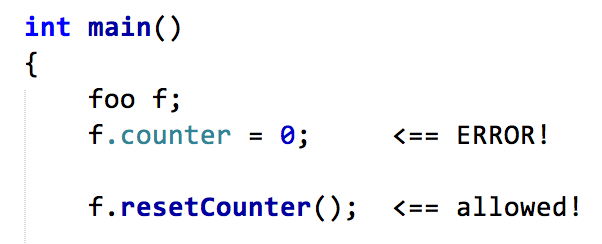 int main()
{
foo f;
f.counter = 0; <== ERROR!
f.resetCounter(); <== allowed!